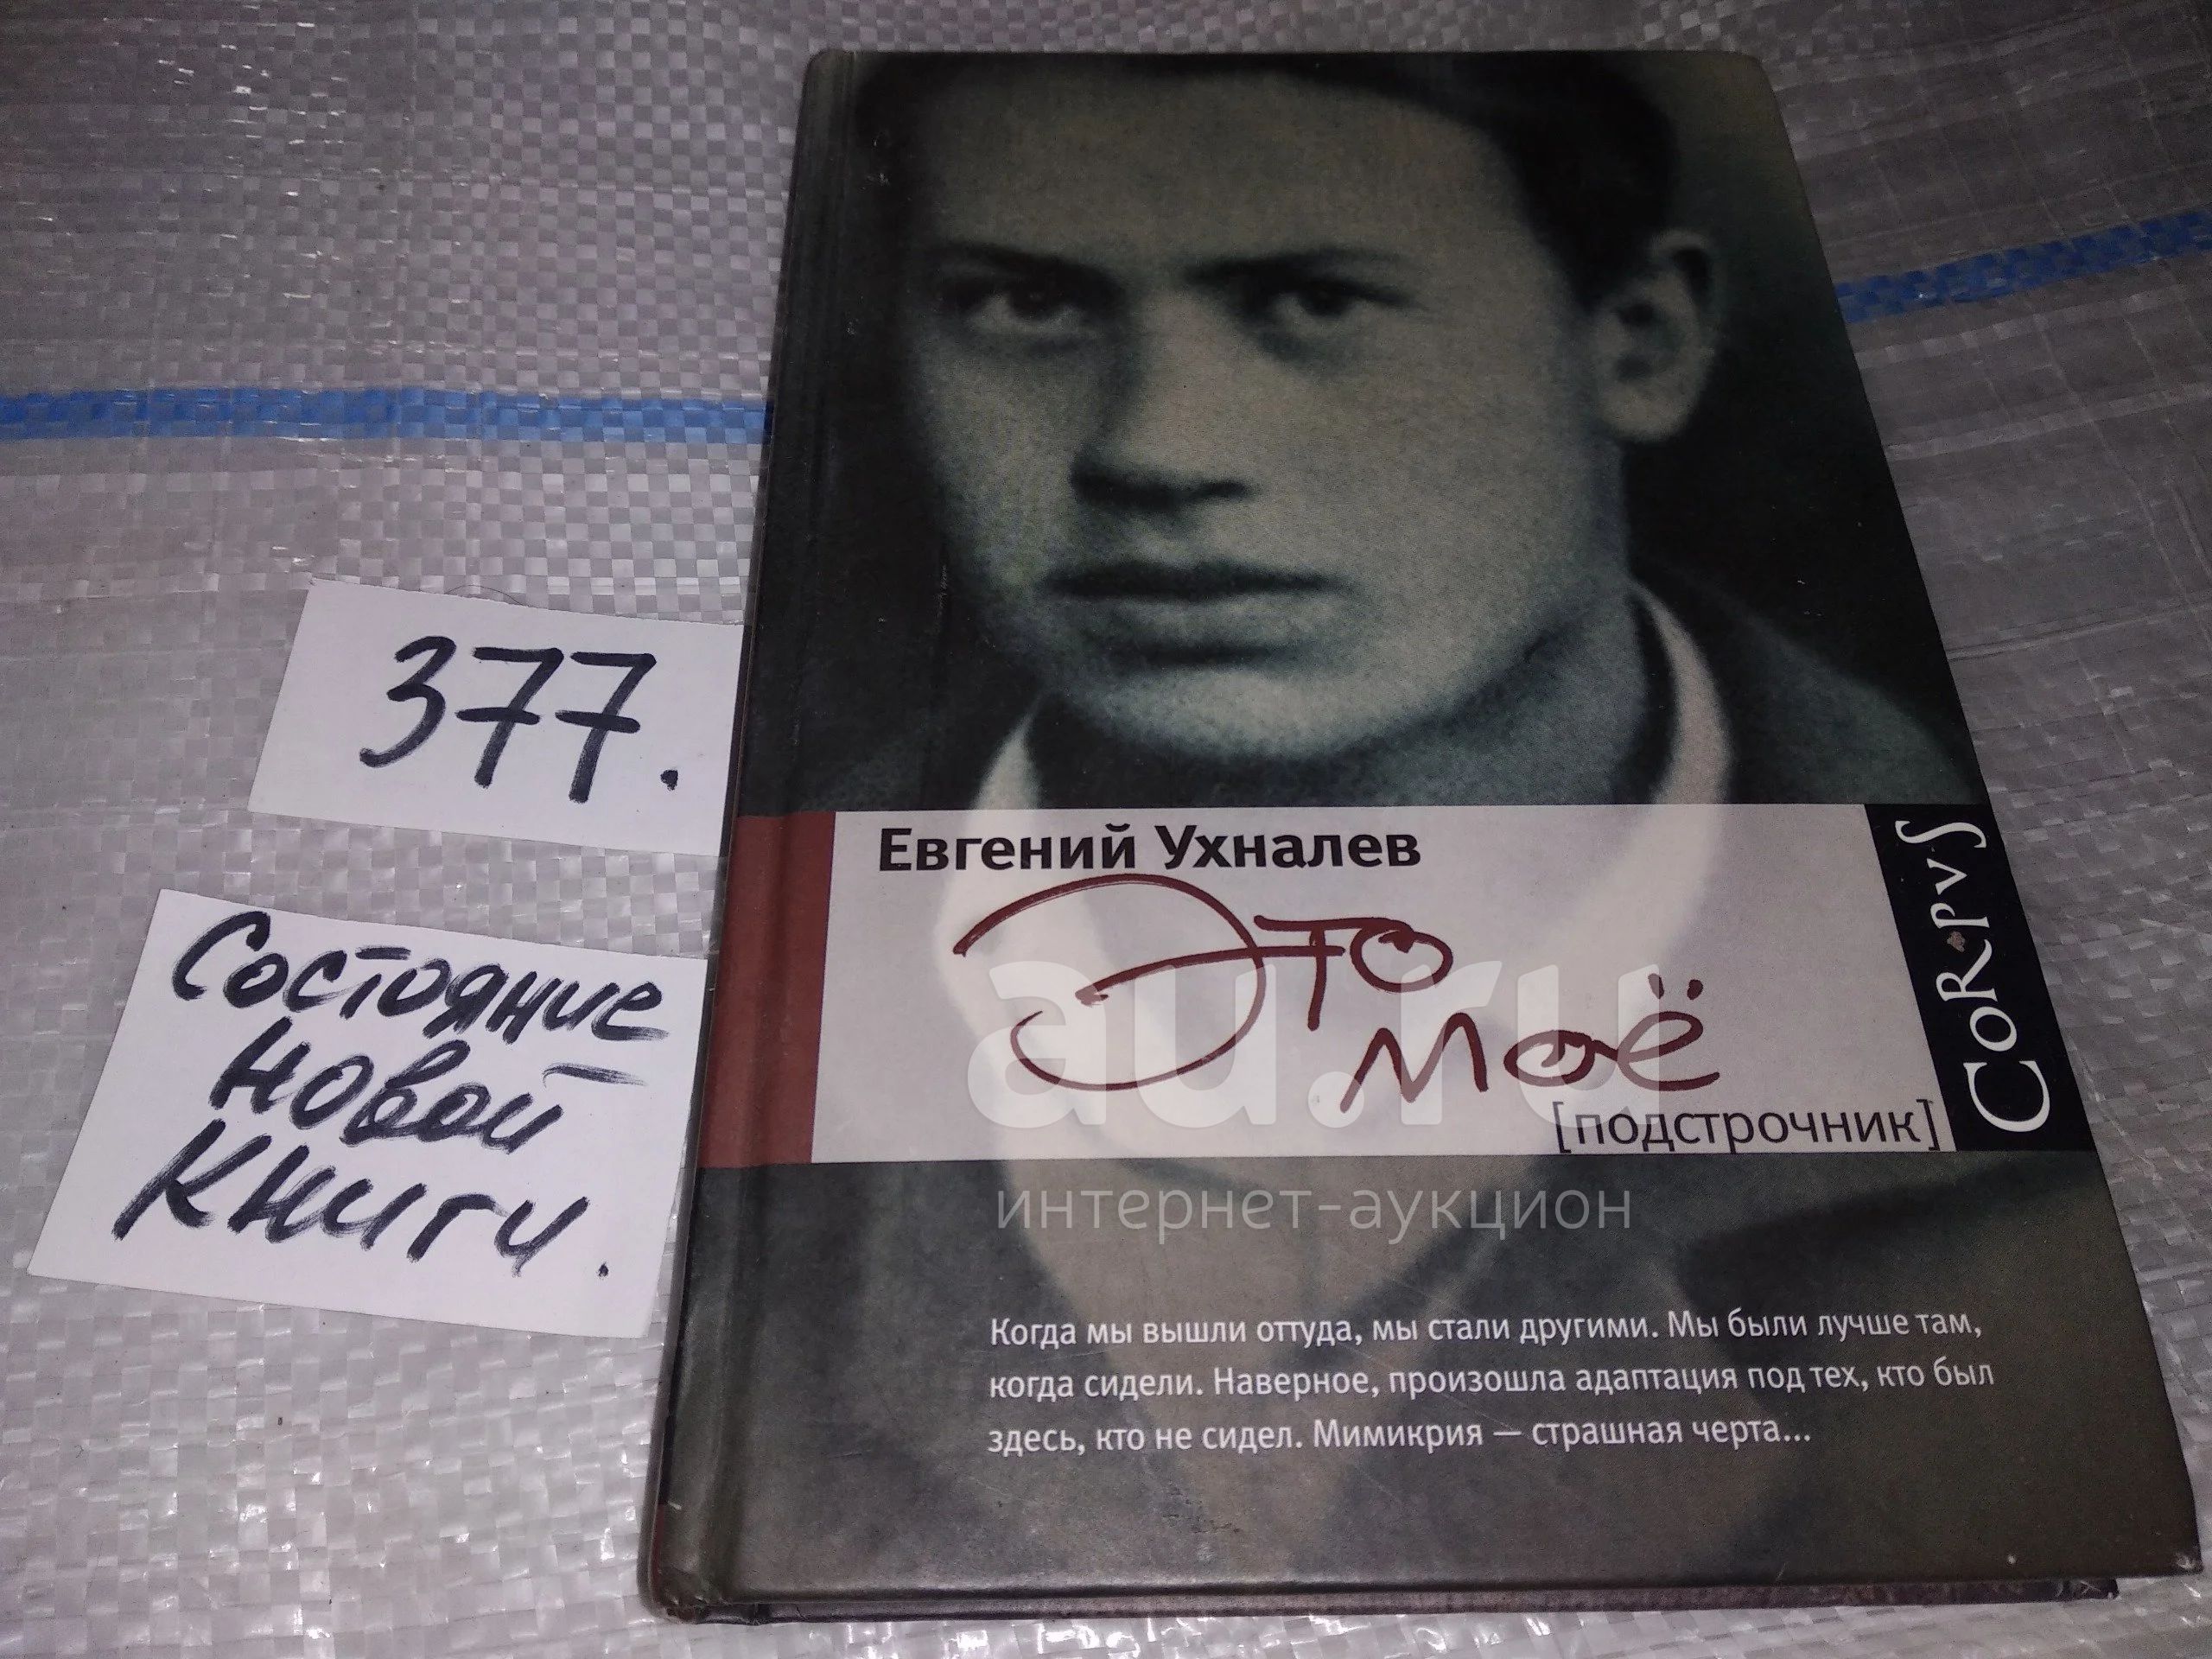 377.
Состояние
новой
книги.
Евгений Ухналев
Это
моё
[подстрочник]
CORPVS
au.ru
интернет-аукцион
Когда мы вышли оттуда, мы стали другими. Мы были лучше там,
когда сидели. Наверное, произошла адаптация под тех, кто был
здесь, кто не сидел. Мимикрия — страшная черта...